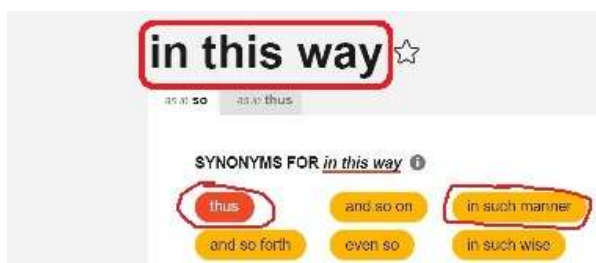 in this way
as in so as in thus
SYNONYMS FOR in this way
thus and so on in such manner
and so forth even so in such wise